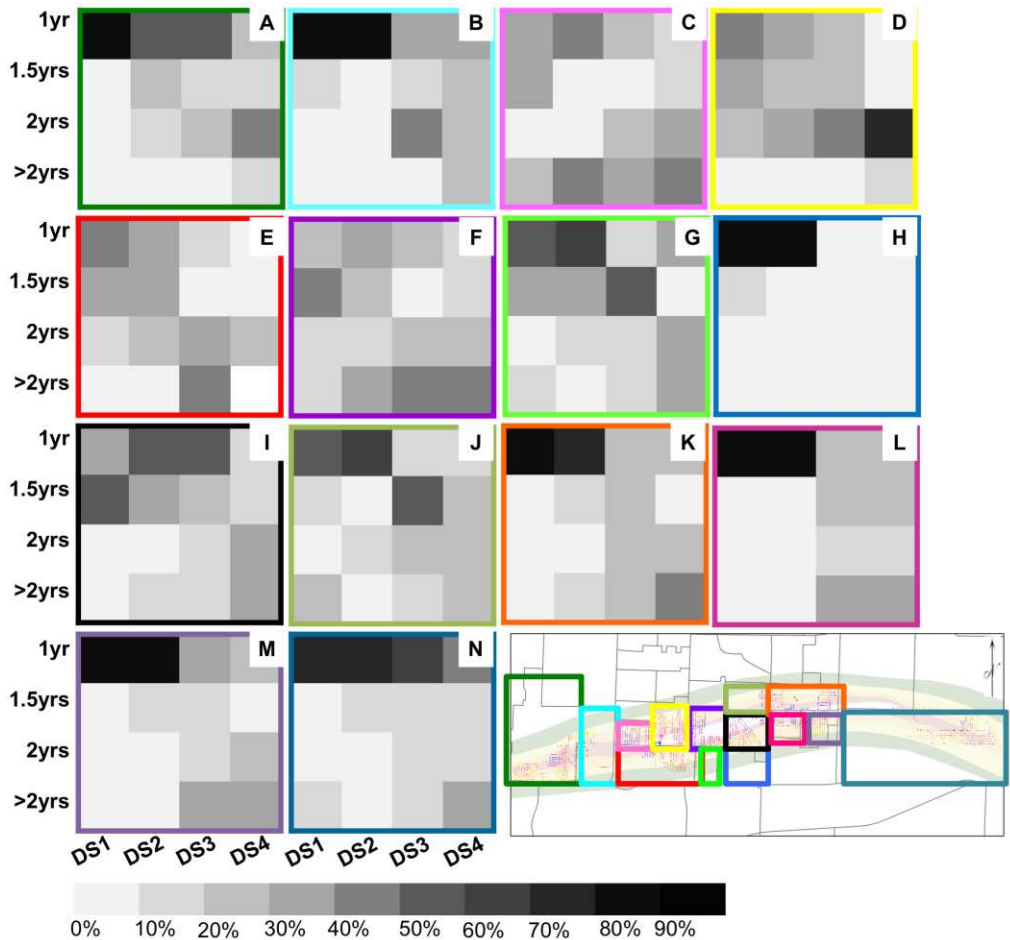 1yr A B C D
1.5yrs
2yrs
>2yrs
1yr E F G H
1.5yrs
2yrs
>2yrs
1yr I J K L
1.5yrs
2yrs
>2yrs
1yr M N
1.5yrs
2yrs
>2yrs
N
DS1 DS2 DS3 DS4 DS1 DS2 DS3 DS4
0% 10% 20% 30% 40% 50% 60% 70% 80% 90%